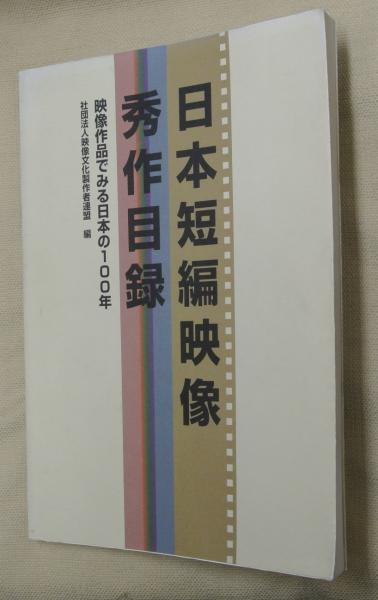 日本短編映像
秀作目録
映像作品でみる日本の100年
社団法人映像文化製作者連盟　編